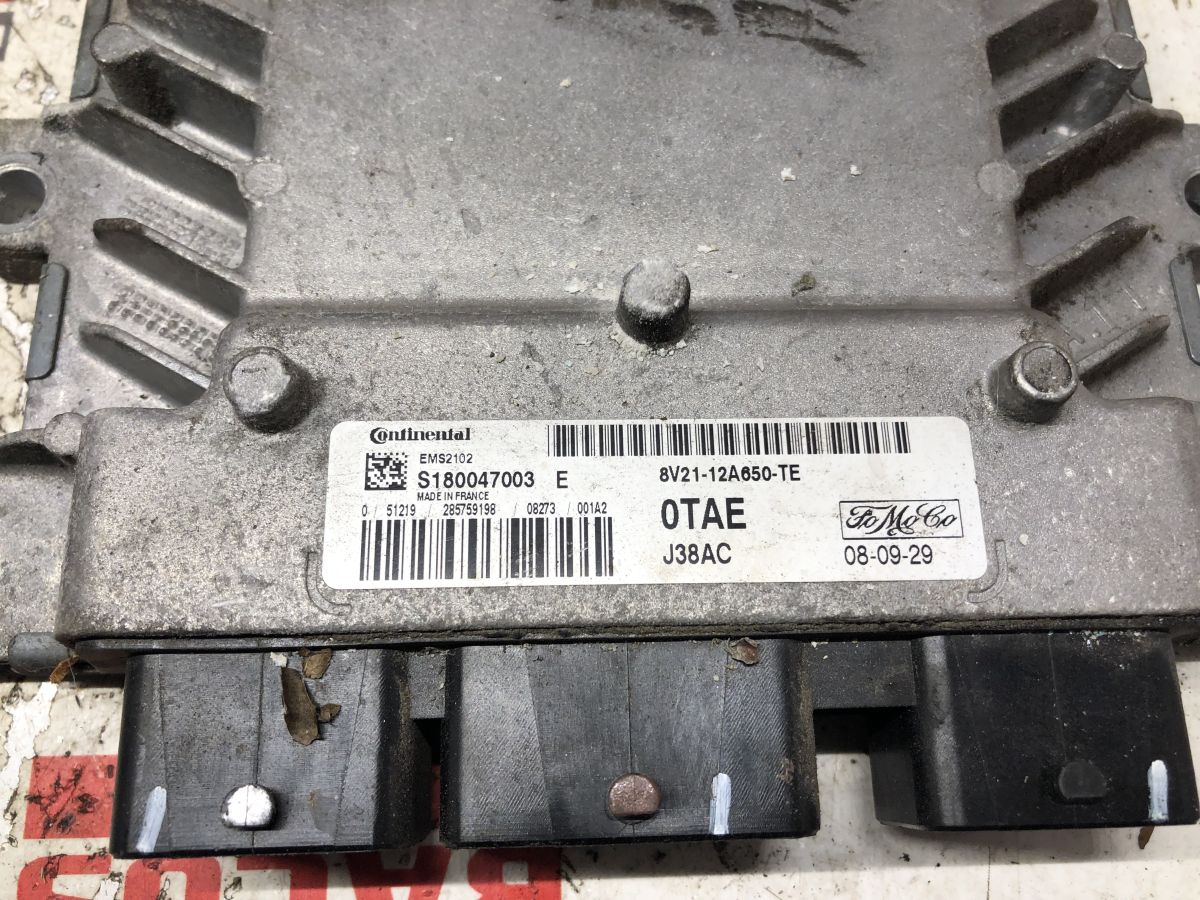 Continental
EMS2102
S180047003 E
MADE IN FRANCE
0 / 51219 / 285759198 / 08273 / 001A2
8V21-12A650-TE
0TAE
J38AC
FoMoCo
08-09-29